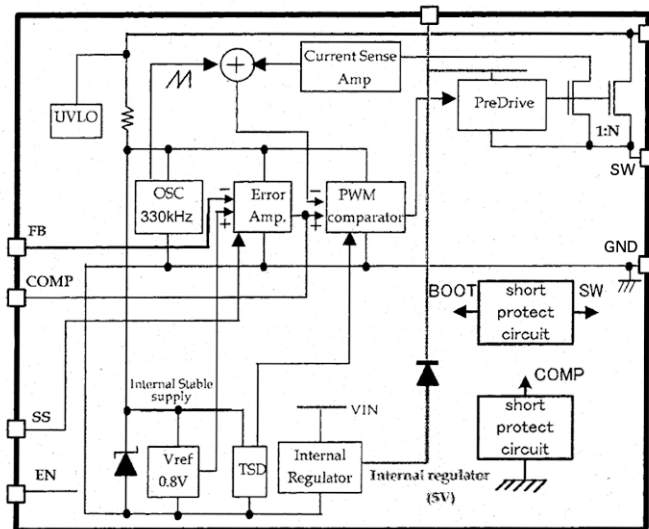 Current Sense
Amp
UVLO
PreDrive
1:N
SW
OSC
330kHz
Error
Amp.
PWM
comparator
−
+
−
+
FB
GND
COMP
BOOT
short
protect
circuit
SW
COMP
Internal Stable
supply
VIN
SS
short
protect
circuit
Vref
0.8V
TSD
Internal
Regulator
Internal regulator
(5V)
EN